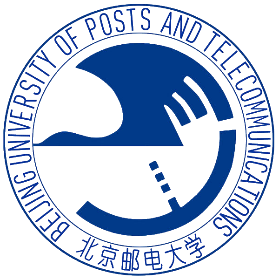 BEIJING UNIVERSITY OF POSTS AND TELECOMMUNICATIONS
北京邮电大学